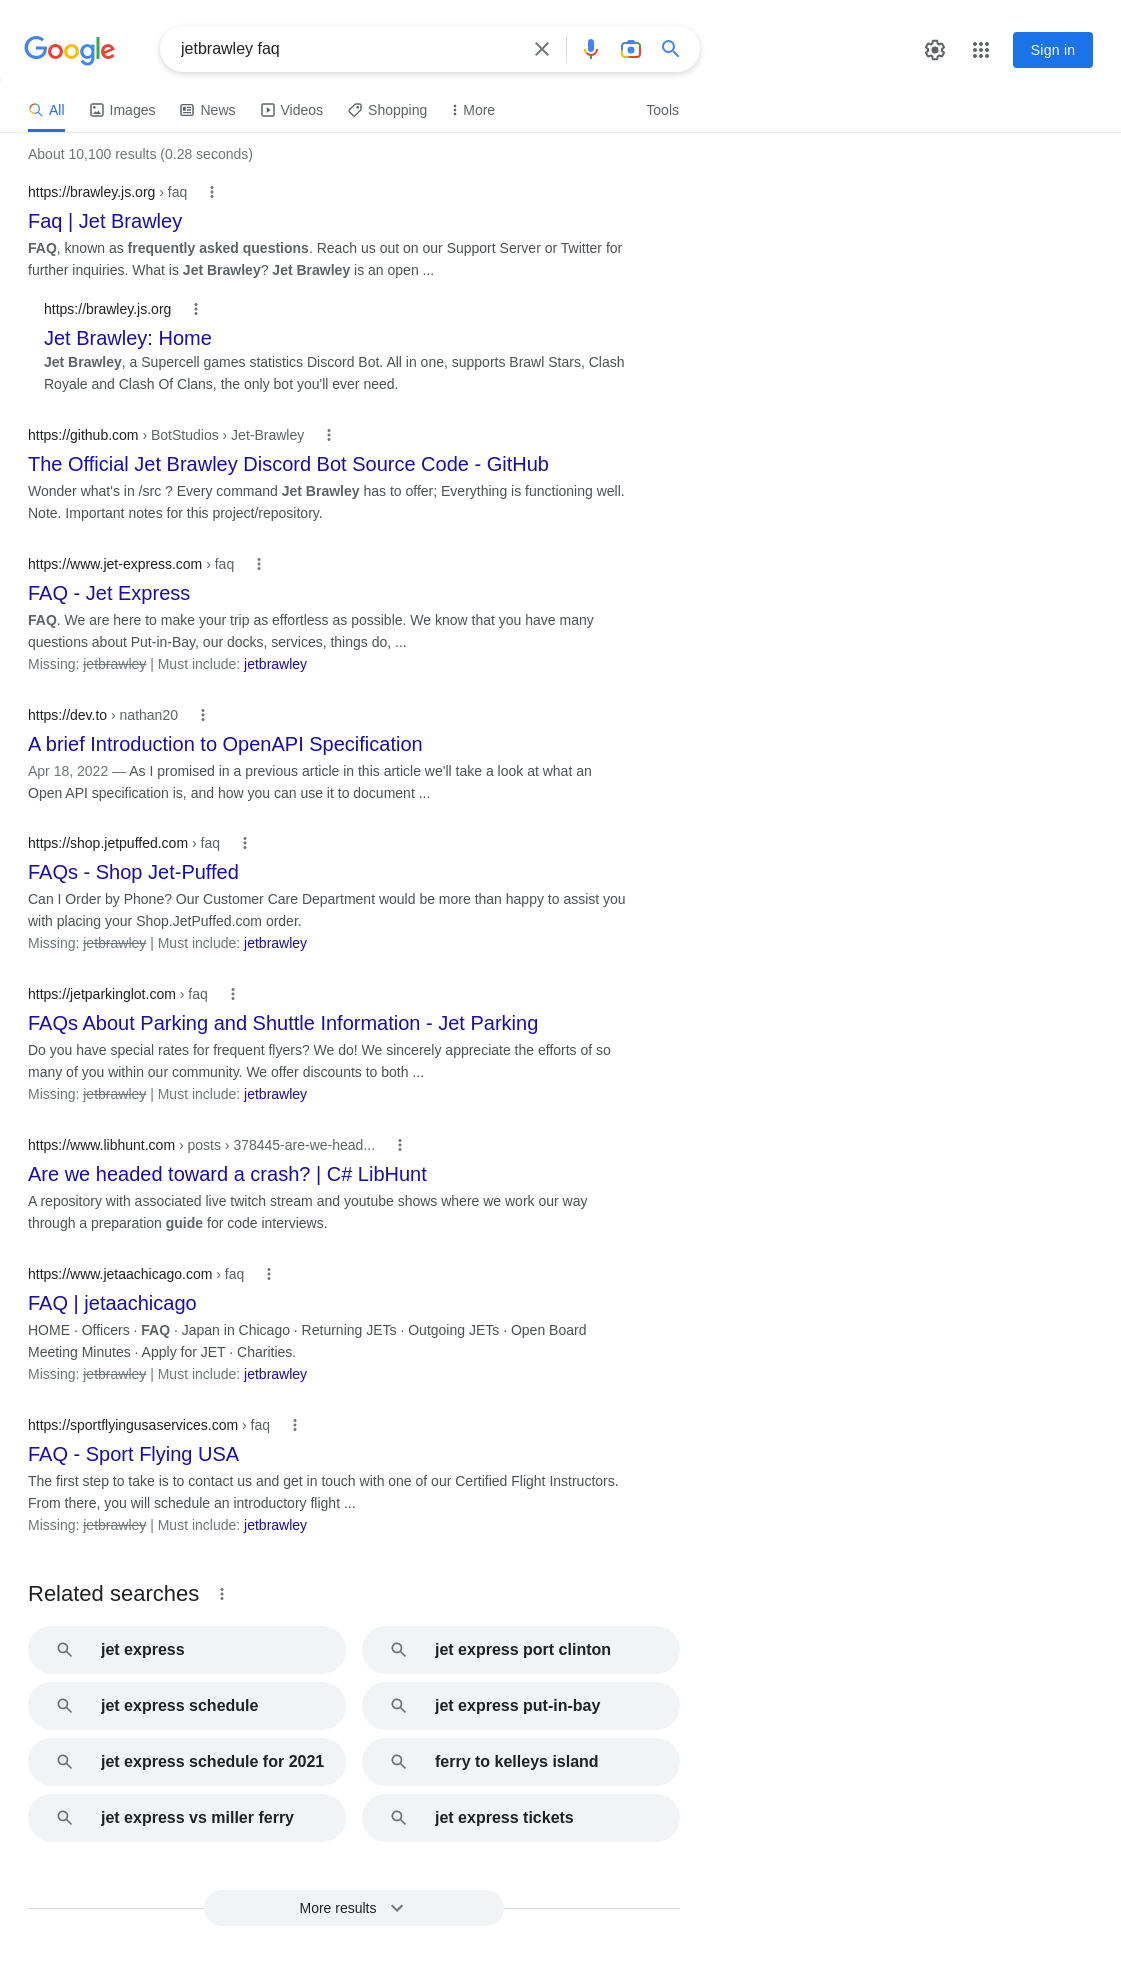 Google
jetbrawley faq
Sign in
All
Images
News
Videos
Shopping
More
Tools
About 10,100 results (0.28 seconds)
https://brawley.js.org › faq
Faq | Jet Brawley
FAQ, known as frequently asked questions. Reach us out on our Support Server or Twitter for
further inquiries. What is Jet Brawley? Jet Brawley is an open ...
https://brawley.js.org
Jet Brawley: Home
Jet Brawley, a Supercell games statistics Discord Bot. All in one, supports Brawl Stars, Clash
Royale and Clash Of Clans, the only bot you'll ever need.
https://github.com › BotStudios › Jet-Brawley
The Official Jet Brawley Discord Bot Source Code - GitHub
Wonder what's in /src ? Every command Jet Brawley has to offer; Everything is functioning well.
Note. Important notes for this project/repository.
https://www.jet-express.com › faq
FAQ - Jet Express
FAQ. We are here to make your trip as effortless as possible. We know that you have many
questions about Put-in-Bay, our docks, services, things do, ...
Missing: jetbrawley | Must include: jetbrawley
https://dev.to › nathan20
A brief Introduction to OpenAPI Specification
Apr 18, 2022 — As I promised in a previous article in this article we'll take a look at what an
Open API specification is, and how you can use it to document ...
https://shop.jetpuffed.com › faq
FAQs - Shop Jet-Puffed
Can I Order by Phone? Our Customer Care Department would be more than happy to assist you
with placing your Shop.JetPuffed.com order.
Missing: jetbrawley | Must include: jetbrawley
https://jetparkinglot.com › faq
FAQs About Parking and Shuttle Information - Jet Parking
Do you have special rates for frequent flyers? We do! We sincerely appreciate the efforts of so
many of you within our community. We offer discounts to both ...
Missing: jetbrawley | Must include: jetbrawley
https://www.libhunt.com › posts › 378445-are-we-head...
Are we headed toward a crash? | C# LibHunt
A repository with associated live twitch stream and youtube shows where we work our way
through a preparation guide for code interviews.
https://www.jetaachicago.com › faq
FAQ | jetaachicago
HOME · Officers · FAQ · Japan in Chicago · Returning JETs · Outgoing JETs · Open Board
Meeting Minutes · Apply for JET · Charities.
Missing: jetbrawley | Must include: jetbrawley
https://sportflyingusaservices.com › faq
FAQ - Sport Flying USA
The first step to take is to contact us and get in touch with one of our Certified Flight Instructors.
From there, you will schedule an introductory flight ...
Missing: jetbrawley | Must include: jetbrawley
Related searches
jet express
jet express port clinton
jet express schedule
jet express put-in-bay
jet express schedule for 2021
ferry to kelleys island
jet express vs miller ferry
jet express tickets
More results